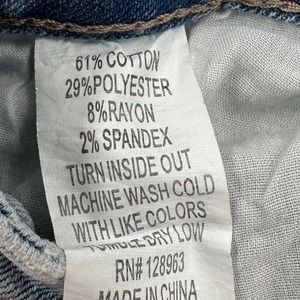 61% COTTON
29%POLYESTER
8%RAYON
2% SPANDEX
TURN INSIDE OUT
MACHINE WASH COLD
WITH LIKE COLORS
TUMBLE DRY LOW
RN# 128963
MADE IN CHINA